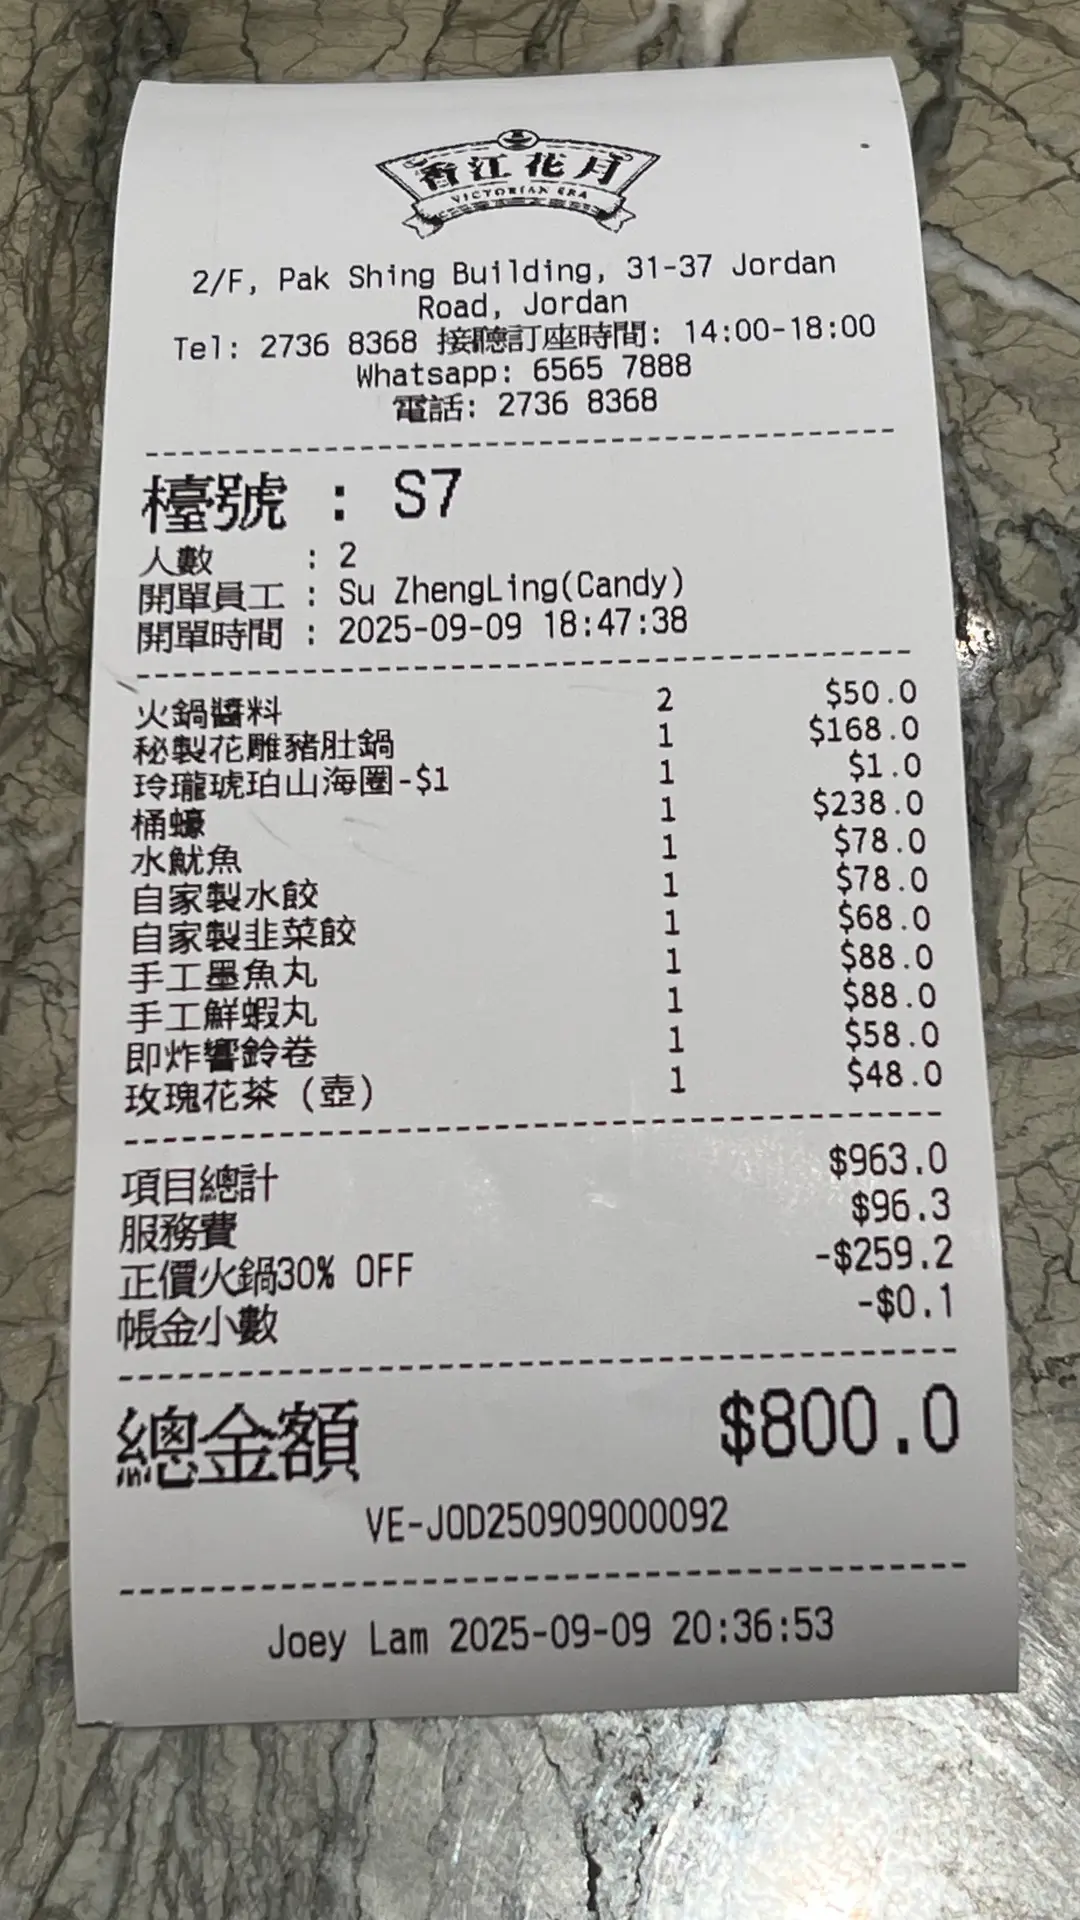 香江花月
VICTORIAN ERA
2/F, Pak Shing Building, 31-37 Jordan
Road, Jordan
Tel: 2736 8368 接聽訂座時間: 14:00-18:00
Whatsapp: 6565 7888
電話: 2736 8368
檯號 : S7
人數 : 2
開單員工 : Su ZhengLing(Candy)
開單時間 : 2025-09-09 18:47:38
火鍋醬料 2 $50.0
秘製花雕豬肚鍋 1 $168.0
玲瓏琥珀山海圈-$1 1 $1.0
桶蠔 1 $238.0
水魷魚 1 $78.0
自家製水餃 1 $78.0
自家製韭菜餃 1 $68.0
手工墨魚丸 1 $88.0
手工鮮蝦丸 1 $88.0
即炸響鈴卷 1 $58.0
玫瑰花茶 (壺) 1 $48.0
項目總計 $963.0
服務費 $96.3
正價火鍋30% OFF -$259.2
帳金小數 -$0.1
總金額 $800.0
VE-JOD250909000092
Joey Lam 2025-09-09 20:36:53